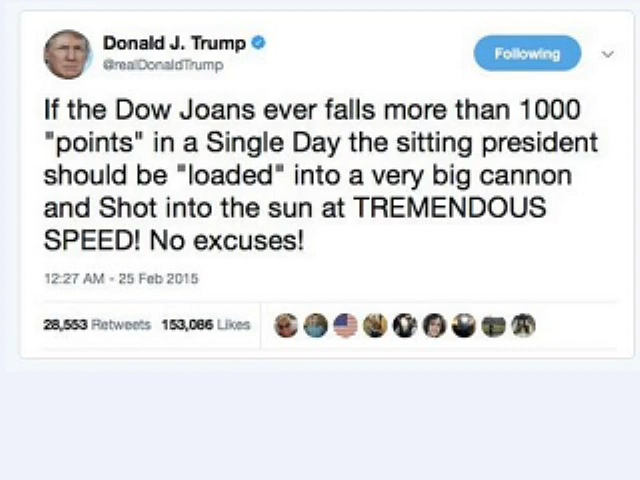 Donald J. Trump
@realDonaldTrump
Following
If the Dow Joans ever falls more than 1000
"points" in a Single Day the sitting president
should be "loaded" into a very big cannon
and Shot into the sun at TREMENDOUS
SPEED! No excuses!
12:27 AM - 25 Feb 2015
28,553 Retweets 153,086 Likes